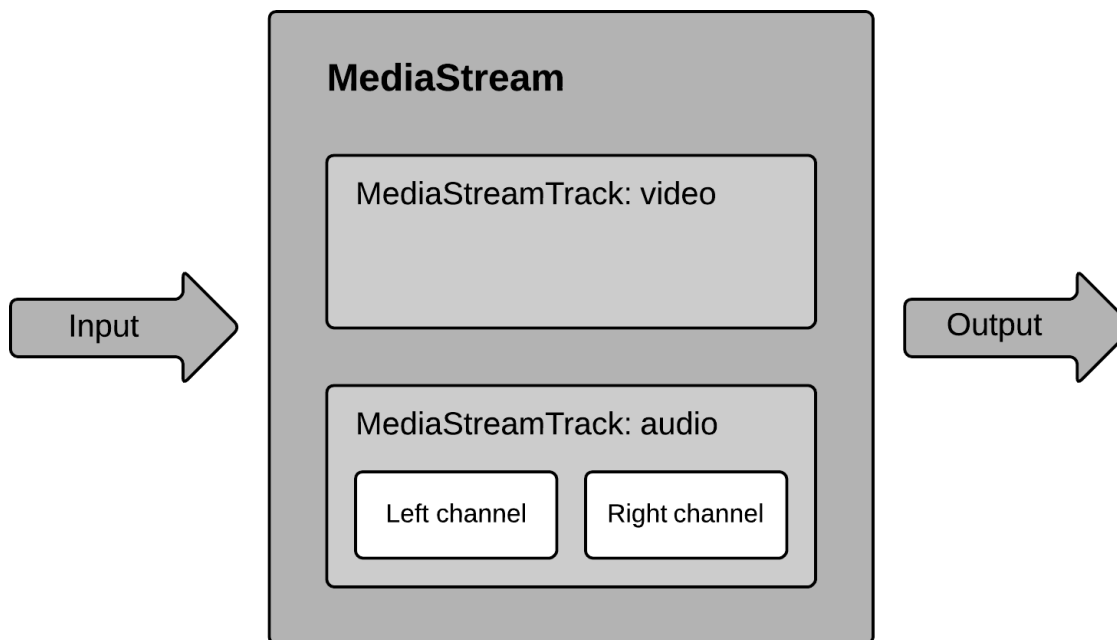 MediaStream
MediaStreamTrack: video
Input
Output
MediaStreamTrack: audio
Left channel
Right channel